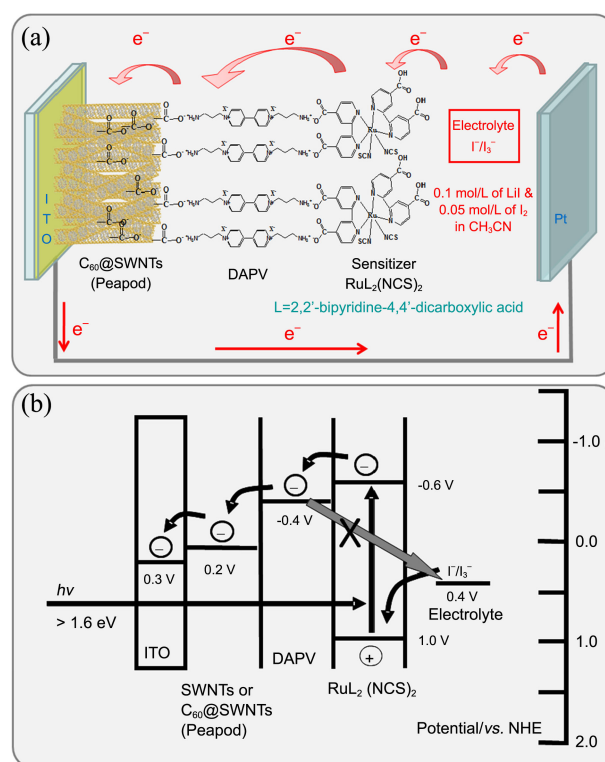 (a)
e⁻ e⁻ e⁻ e⁻
ITO
Electrolyte
I⁻/I₃⁻
0.1 mol/L of LiI &
0.05 mol/L of I₂
in CH₃CN
Pt
C₆₀@SWNTs
(Peapod)
DAPV
Sensitizer
RuL₂(NCS)₂
L=2,2'-bipyridine-4,4'-dicarboxylic acid
e⁻ e⁻ e⁻
(b)
-1.0
-0.6 V
-0.4 V
0.0
0.2 V
0.3 V
I⁻/I₃⁻
0.4 V
Electrolyte
hv
> 1.6 eV
1.0 V
1.0
ITO
DAPV
RuL₂ (NCS)₂
SWNTs or
C₆₀@SWNTs
(Peapod)
Potential/vs. NHE
2.0